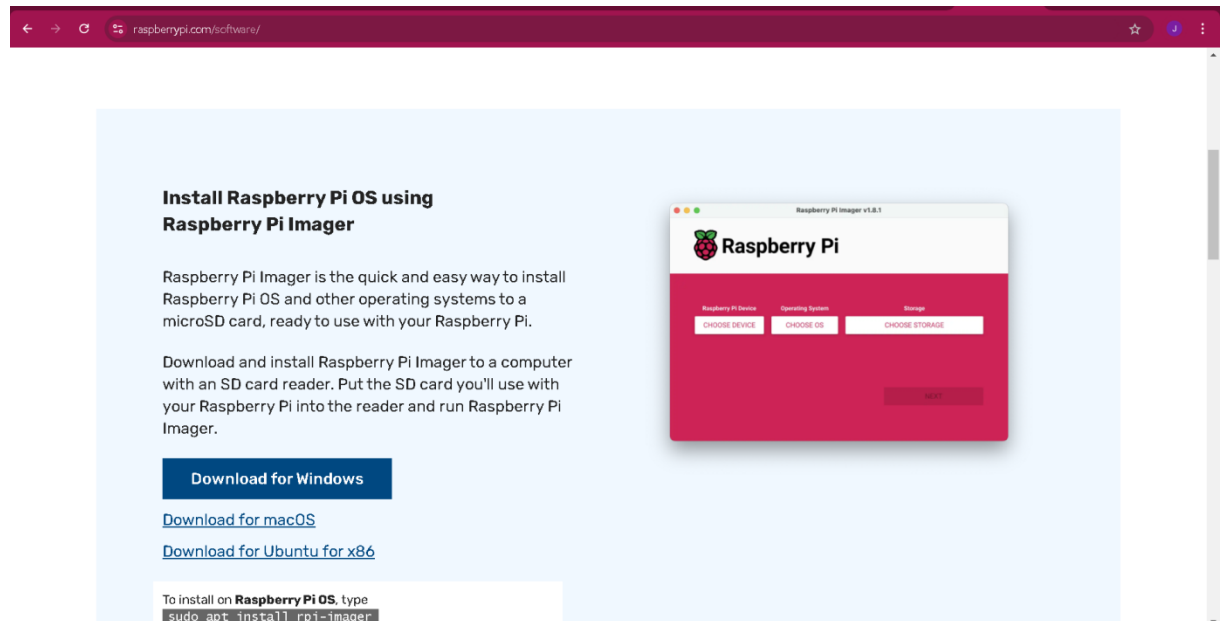 raspberrypi.com/software/
J
Install Raspberry Pi OS using
Raspberry Pi Imager
Raspberry Pi Imager is the quick and easy way to install
Raspberry Pi OS and other operating systems to a
microSD card, ready to use with your Raspberry Pi.
Download and install Raspberry Pi Imager to a computer
with an SD card reader. Put the SD card you'll use with
your Raspberry Pi into the reader and run Raspberry Pi
Imager.
Download for Windows
Download for macOS
Download for Ubuntu for x86
To install on Raspberry Pi OS, type
sudo apt install rpi-imager
Raspberry Pi Imager v1.8.1
Raspberry Pi
Raspberry Pi Device Operating System Storage
CHOOSE DEVICE CHOOSE OS CHOOSE STORAGE
NEXT